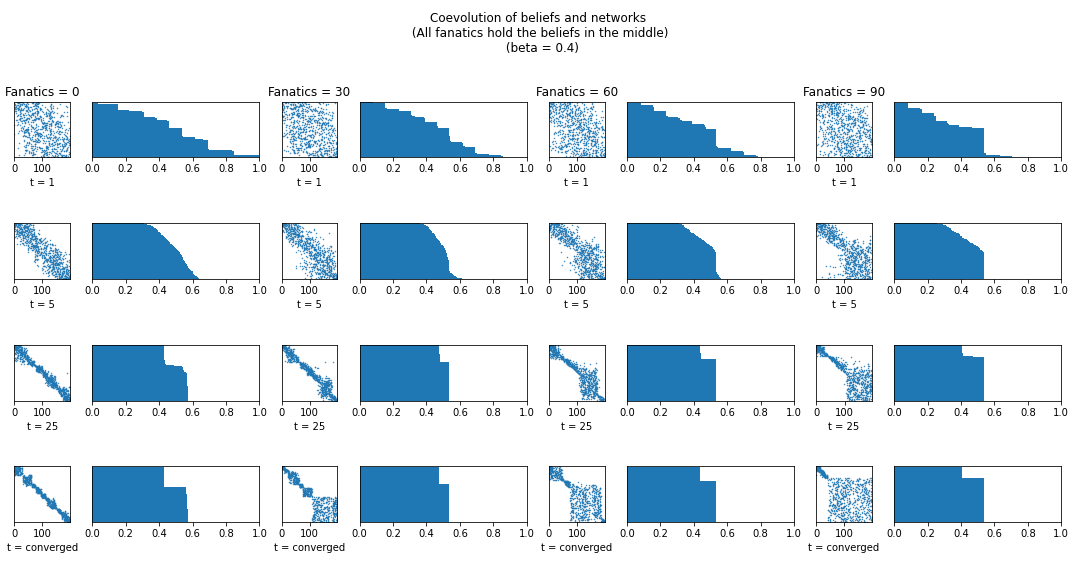 Coevolution of beliefs and networks
(All fanatics hold the beliefs in the middle)
(beta = 0.4)
Fanatics = 0 Fanatics = 30 Fanatics = 60 Fanatics = 90
0 100 0.0 0.2 0.4 0.6 0.8 1.0 0 100 0.0 0.2 0.4 0.6 0.8 1.0 0 100 0.0 0.2 0.4 0.6 0.8 1.0 0 100 0.0 0.2 0.4 0.6 0.8 1.0
t = 1 t = 1 t = 1 t = 1
0 100 0.0 0.2 0.4 0.6 0.8 1.0 0 100 0.0 0.2 0.4 0.6 0.8 1.0 0 100 0.0 0.2 0.4 0.6 0.8 1.0 0 100 0.0 0.2 0.4 0.6 0.8 1.0
t = 5 t = 5 t = 5 t = 5
0 100 0.0 0.2 0.4 0.6 0.8 1.0 0 100 0.0 0.2 0.4 0.6 0.8 1.0 0 100 0.0 0.2 0.4 0.6 0.8 1.0 0 100 0.0 0.2 0.4 0.6 0.8 1.0
t = 25 t = 25 t = 25 t = 25
0 100 0.0 0.2 0.4 0.6 0.8 1.0 0 100 0.0 0.2 0.4 0.6 0.8 1.0 0 100 0.0 0.2 0.4 0.6 0.8 1.0 0 100 0.0 0.2 0.4 0.6 0.8 1.0
t = converged t = converged t = converged t = converged